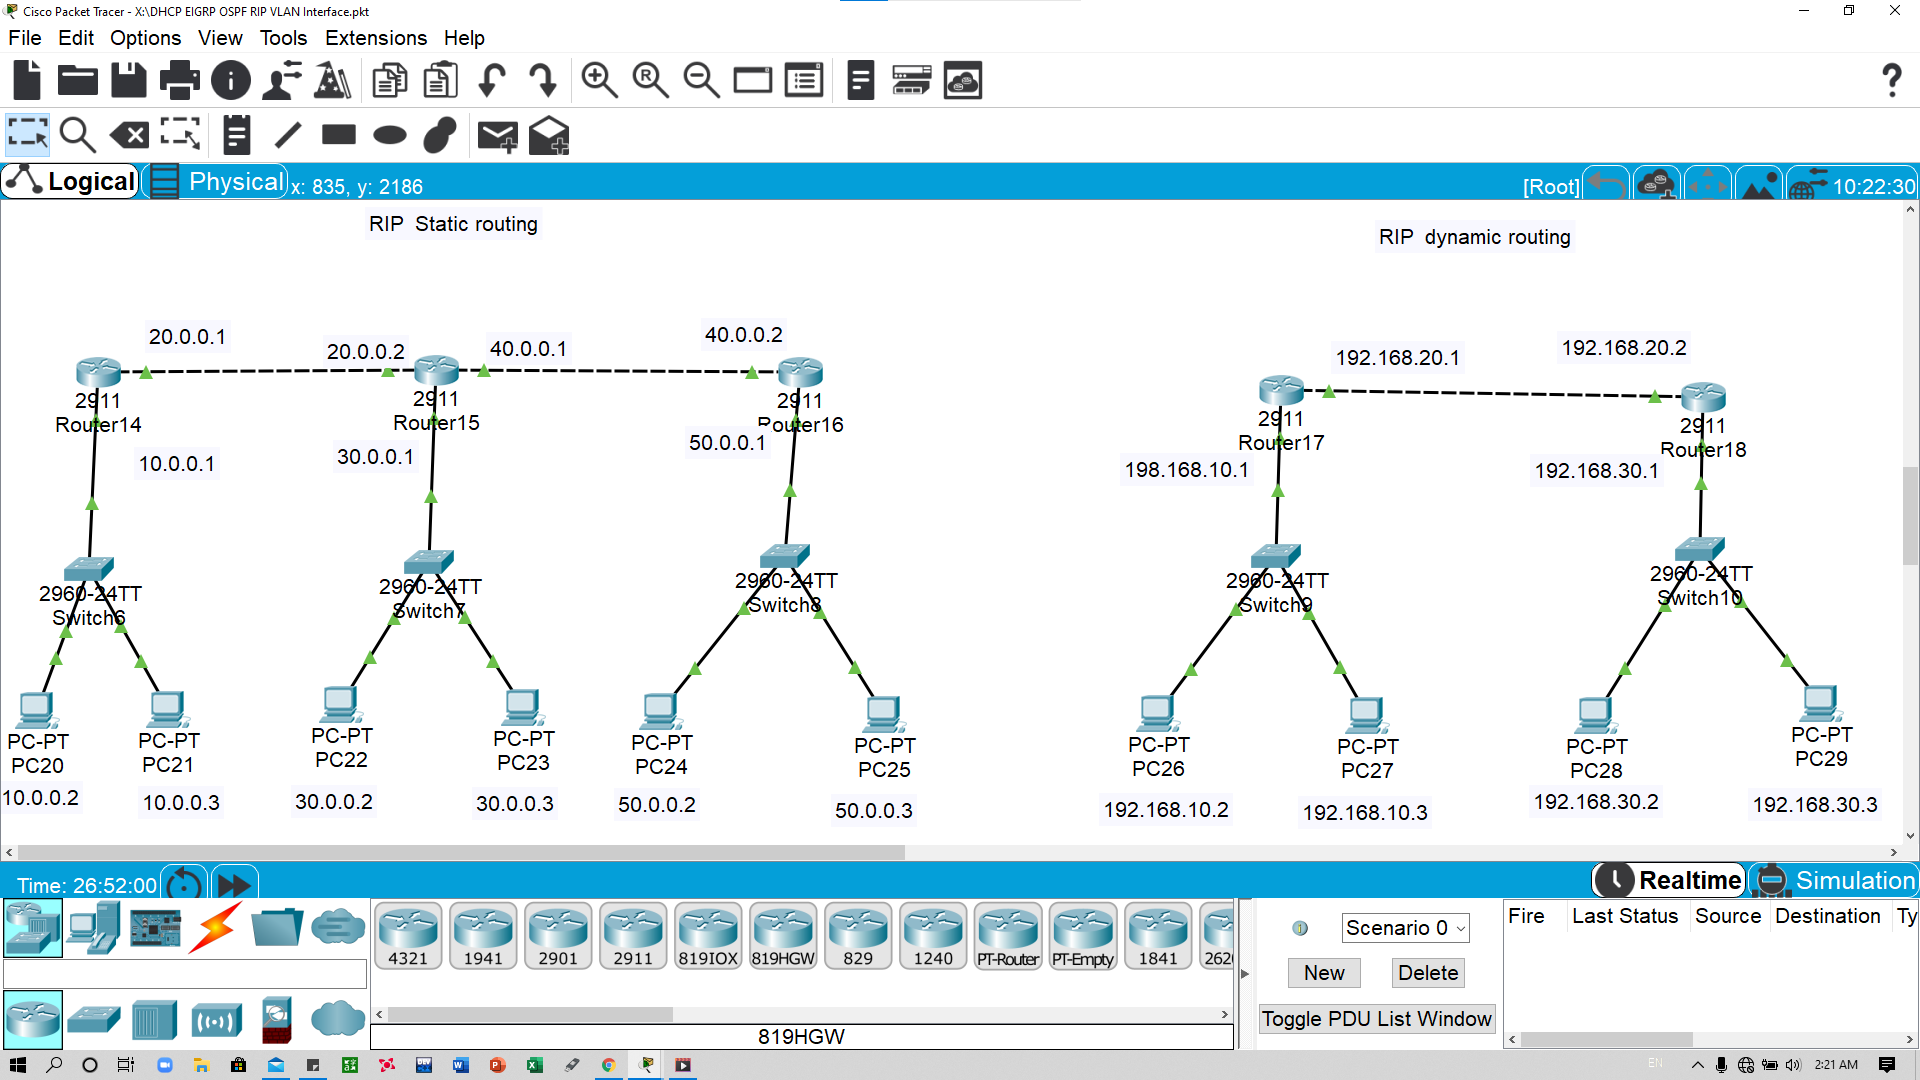 Cisco Packet Tracer - X:\DHCP EIGRP OSPF RIP VLAN Interface.pkt
File Edit Options View Tools Extensions Help
Logical Physical x: 835, y: 2186 [Root] 10:22:30
RIP Static routing
RIP dynamic routing
20.0.0.1
20.0.0.2
40.0.0.1
40.0.0.2
192.168.20.1
192.168.20.2
2911
Router14
2911
Router15
2911
Router16
2911
Router17
2911
Router18
10.0.0.1
30.0.0.1
50.0.0.1
198.168.10.1
192.168.30.1
2960-24TT
Switch6
2960-24TT
Switch7
2960-24TT
Switch8
2960-24TT
Switch9
2960-24TT
Switch10
PC-PT
PC20
PC-PT
PC21
PC-PT
PC22
PC-PT
PC23
PC-PT
PC24
PC-PT
PC25
PC-PT
PC26
PC-PT
PC27
PC-PT
PC28
PC-PT
PC29
10.0.0.2
10.0.0.3
30.0.0.2
30.0.0.3
50.0.0.2
50.0.0.3
192.168.10.2
192.168.10.3
192.168.30.2
192.168.30.3
Time: 26:52:00 Realtime Simulation
4321 1941 2901 2911 819IOX 819HGW 829 1240 PT-Router PT-Empty 1841 262
819HGW
Scenario 0
New Delete
Toggle PDU List Window
Fire Last Status Source Destination Ty
EN 2:21 AM